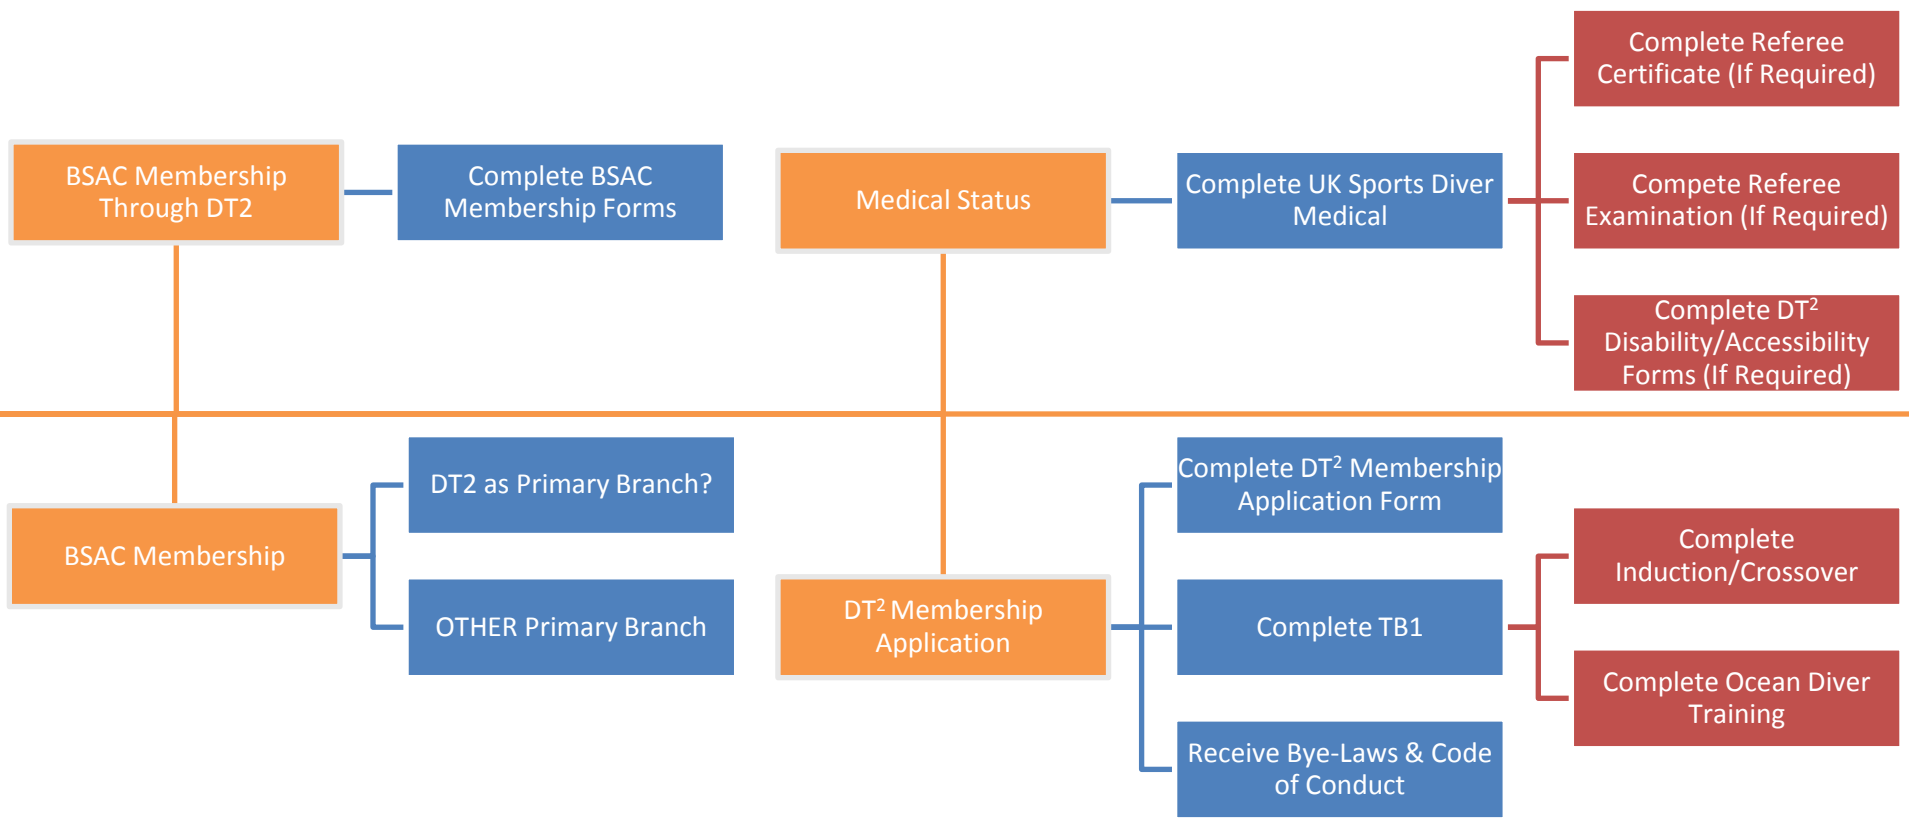 Complete Referee
Certificate (If Required)
BSAC Membership
Through DT2
Complete BSAC
Membership Forms
Medical Status
Complete UK Sports Diver
Medical
Compete Referee
Examination (If Required)
Complete DT²
Disability/Accessibility
Forms (If Required)
BSAC Membership
DT2 as Primary Branch?
OTHER Primary Branch
DT² Membership
Application
Complete DT² Membership
Application Form
Complete TB1
Receive Bye-Laws & Code
of Conduct
Complete
Induction/Crossover
Complete Ocean Diver
Training